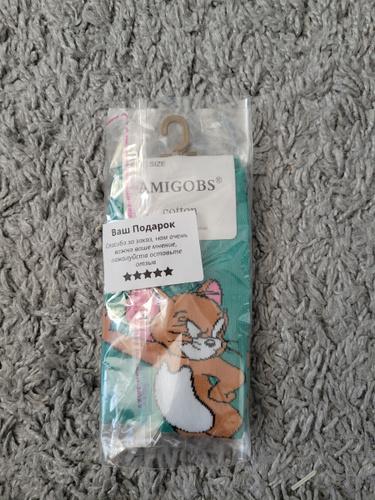 SIZE
AMIGOBS®
cotton
Ваш Подарок
Спасибо за заказ, нам очень
важно ваше мнение,
пожалуйста оставьте
отзыв